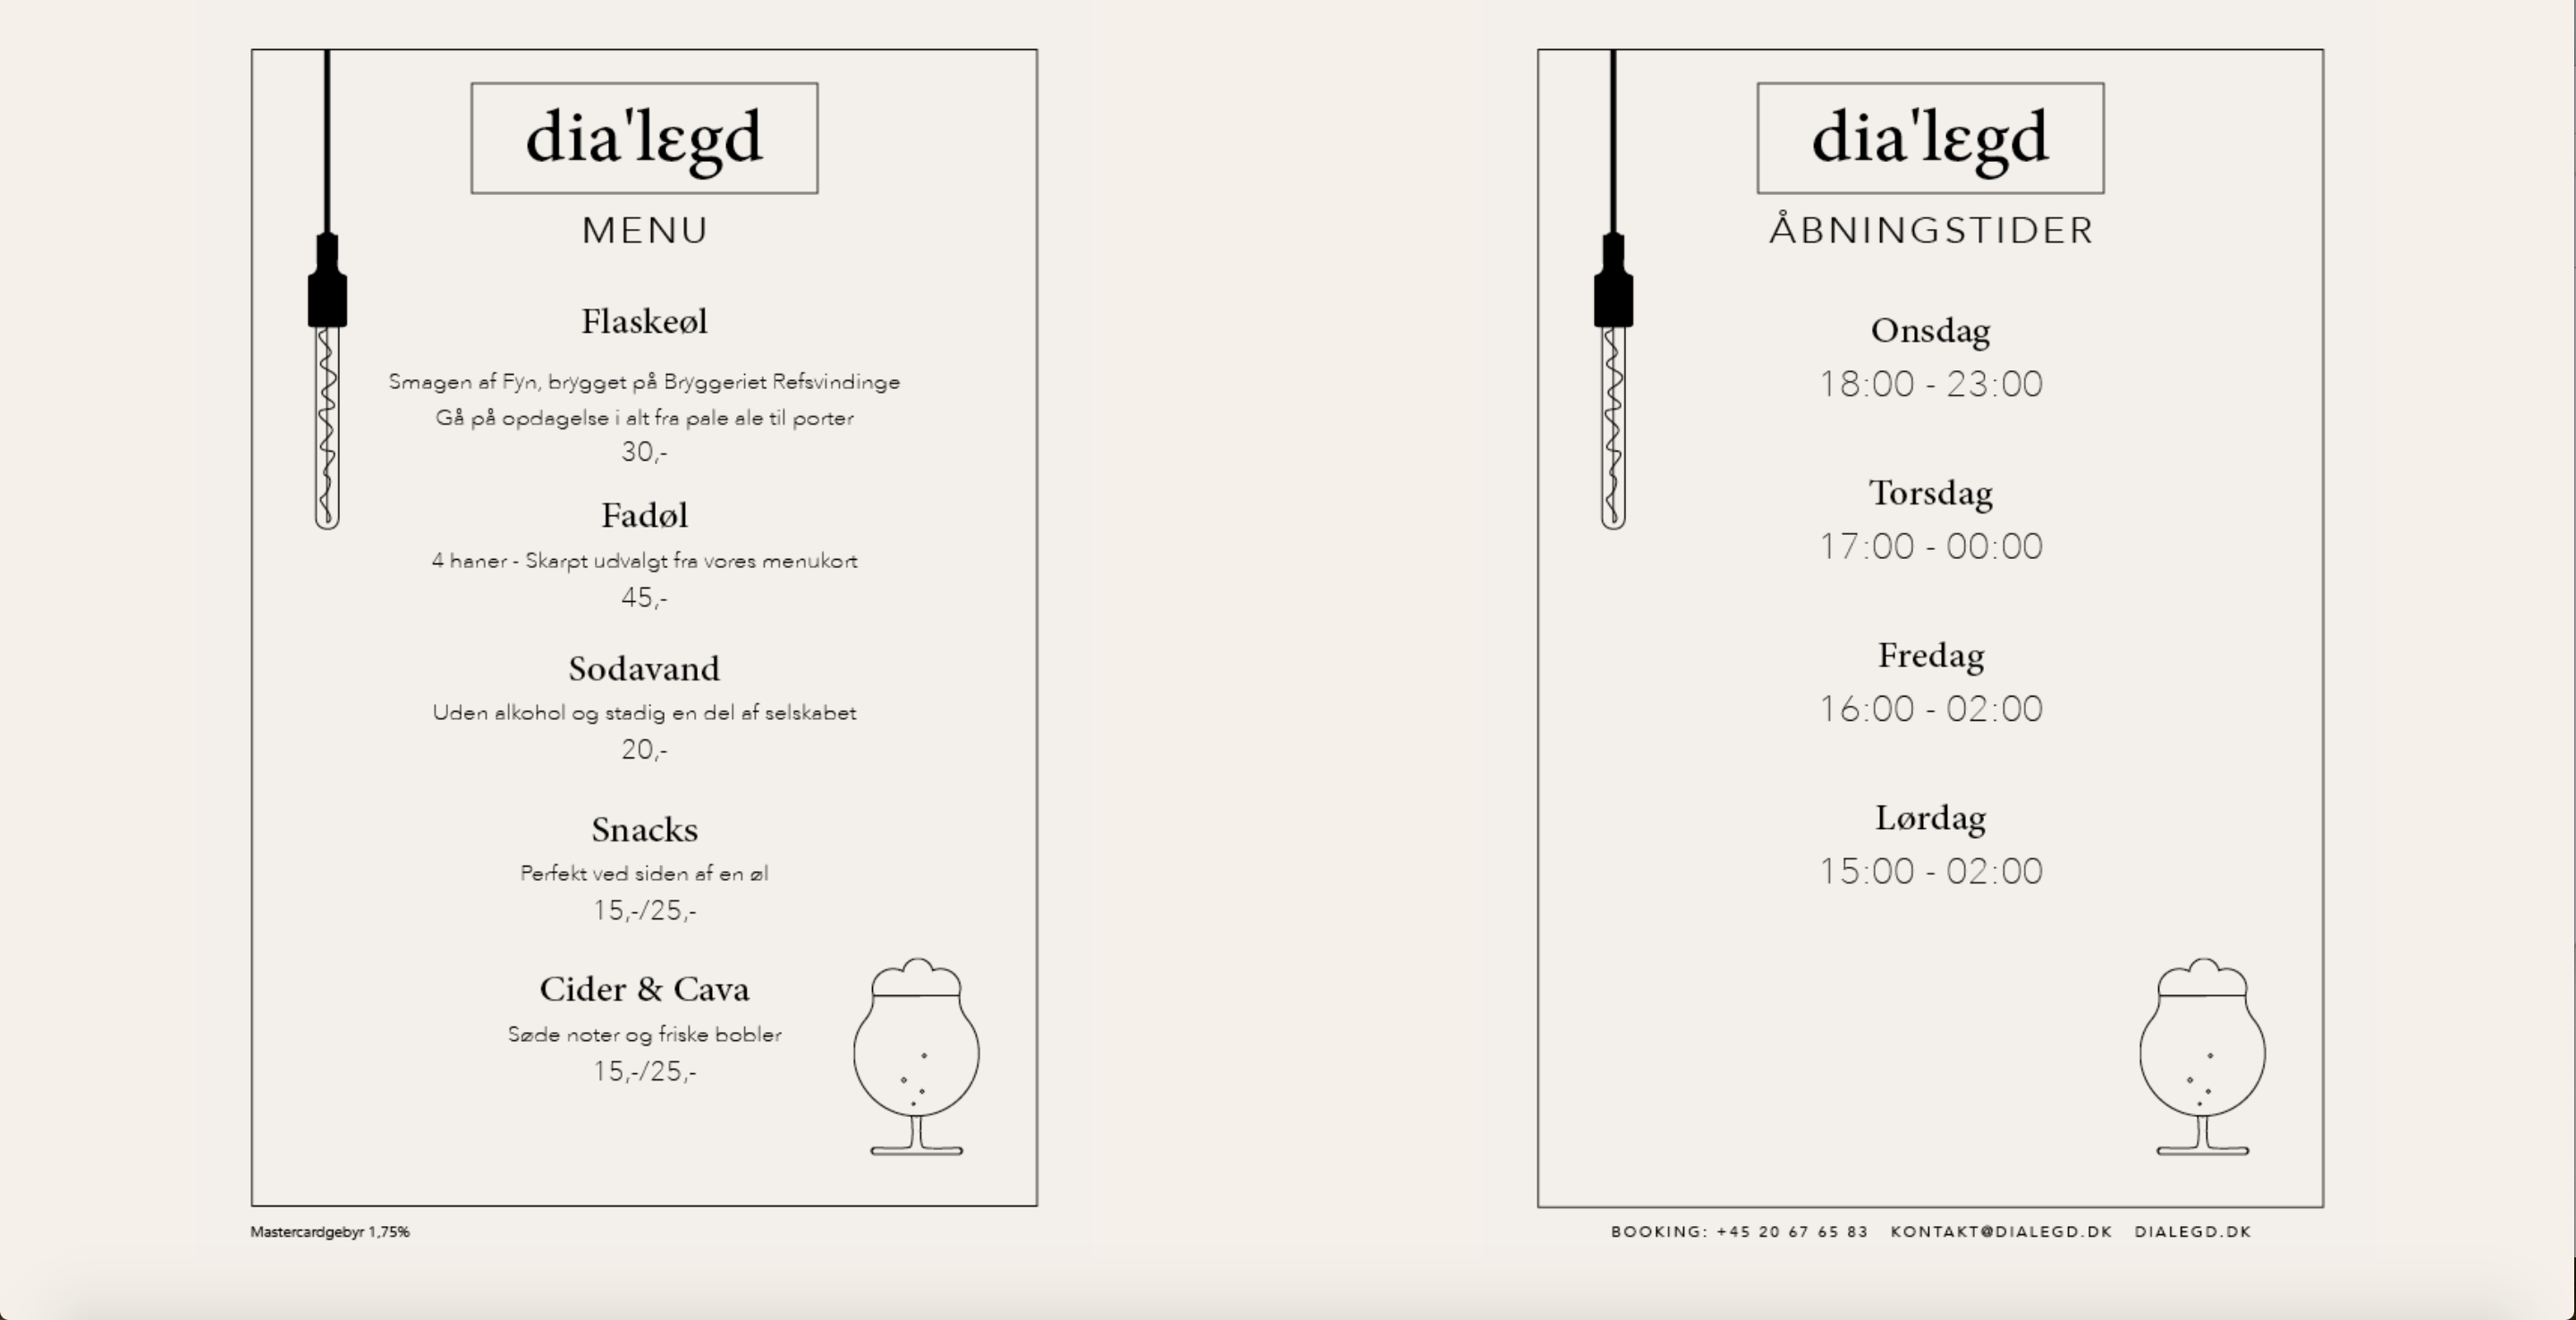 dia'lεgd
MENU
Flaskeøl
Smagen af Fyn, brygget på Bryggeriet Refsvindinge
Gå på opdagelse i alt fra pale ale til porter
30,-
Fadøl
4 haner - Skarpt udvalgt fra vores menukort
45,-
Sodavand
Uden alkohol og stadig en del af selskabet
20,-
Snacks
Perfekt ved siden af en øl
15,-/25,-
Cider & Cava
Søde noter og friske bobler
15,-/25,-
Mastercardgebyr 1,75%
dia'lεgd
ÅBNINGSTIDER
Onsdag
18:00 - 23:00
Torsdag
17:00 - 00:00
Fredag
16:00 - 02:00
Lørdag
15:00 - 02:00
BOOKING: +45 20 67 65 83 KONTAKT@DIALEGD.DK DIALEGD.DK